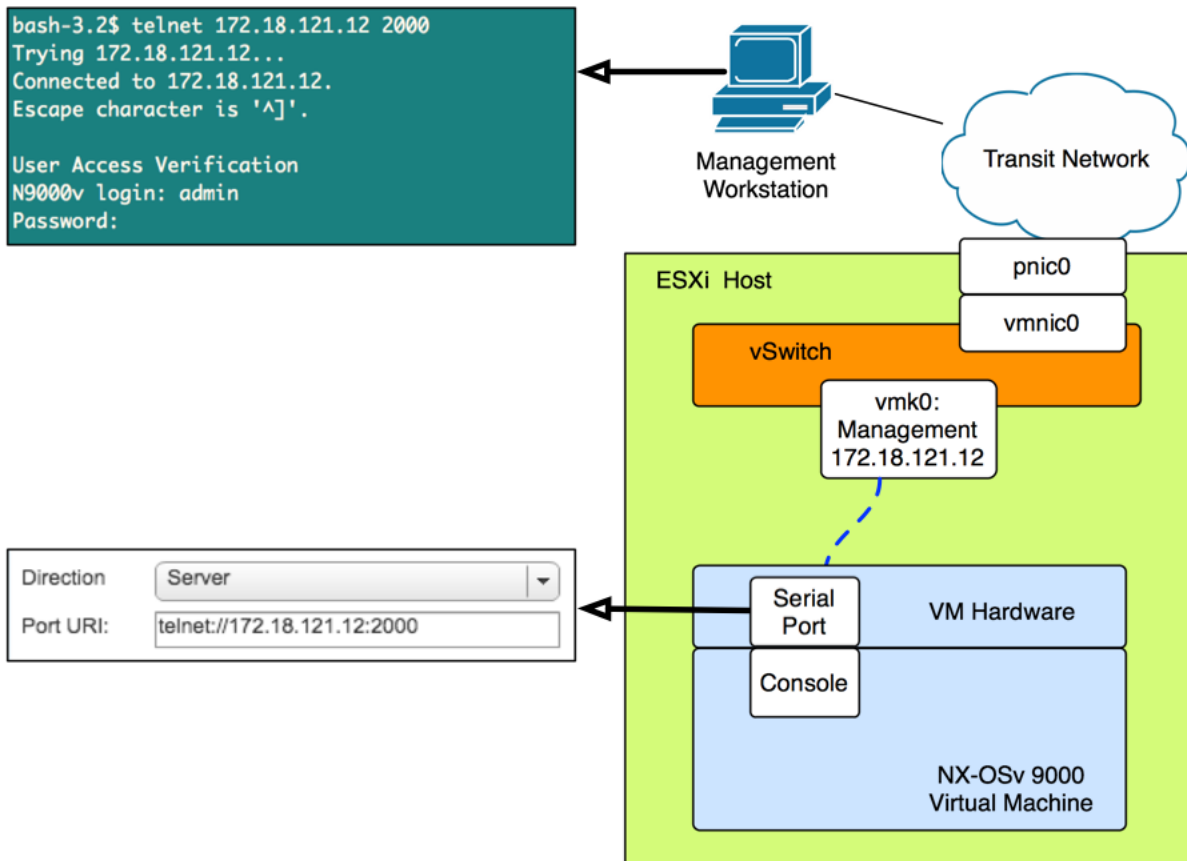 bash-3.2$ telnet 172.18.121.12 2000
Trying 172.18.121.12...
Connected to 172.18.121.12.
Escape character is '^]'.
User Access Verification
N9000v login: admin
Password:
Management
Workstation
Transit Network
ESXi Host
pnic0
vmnic0
vSwitch
vmk0:
Management
172.18.121.12
Direction
Server
Port URI:
telnet://172.18.121.12:2000
Serial
Port
VM Hardware
Console
NX-OSv 9000
Virtual Machine